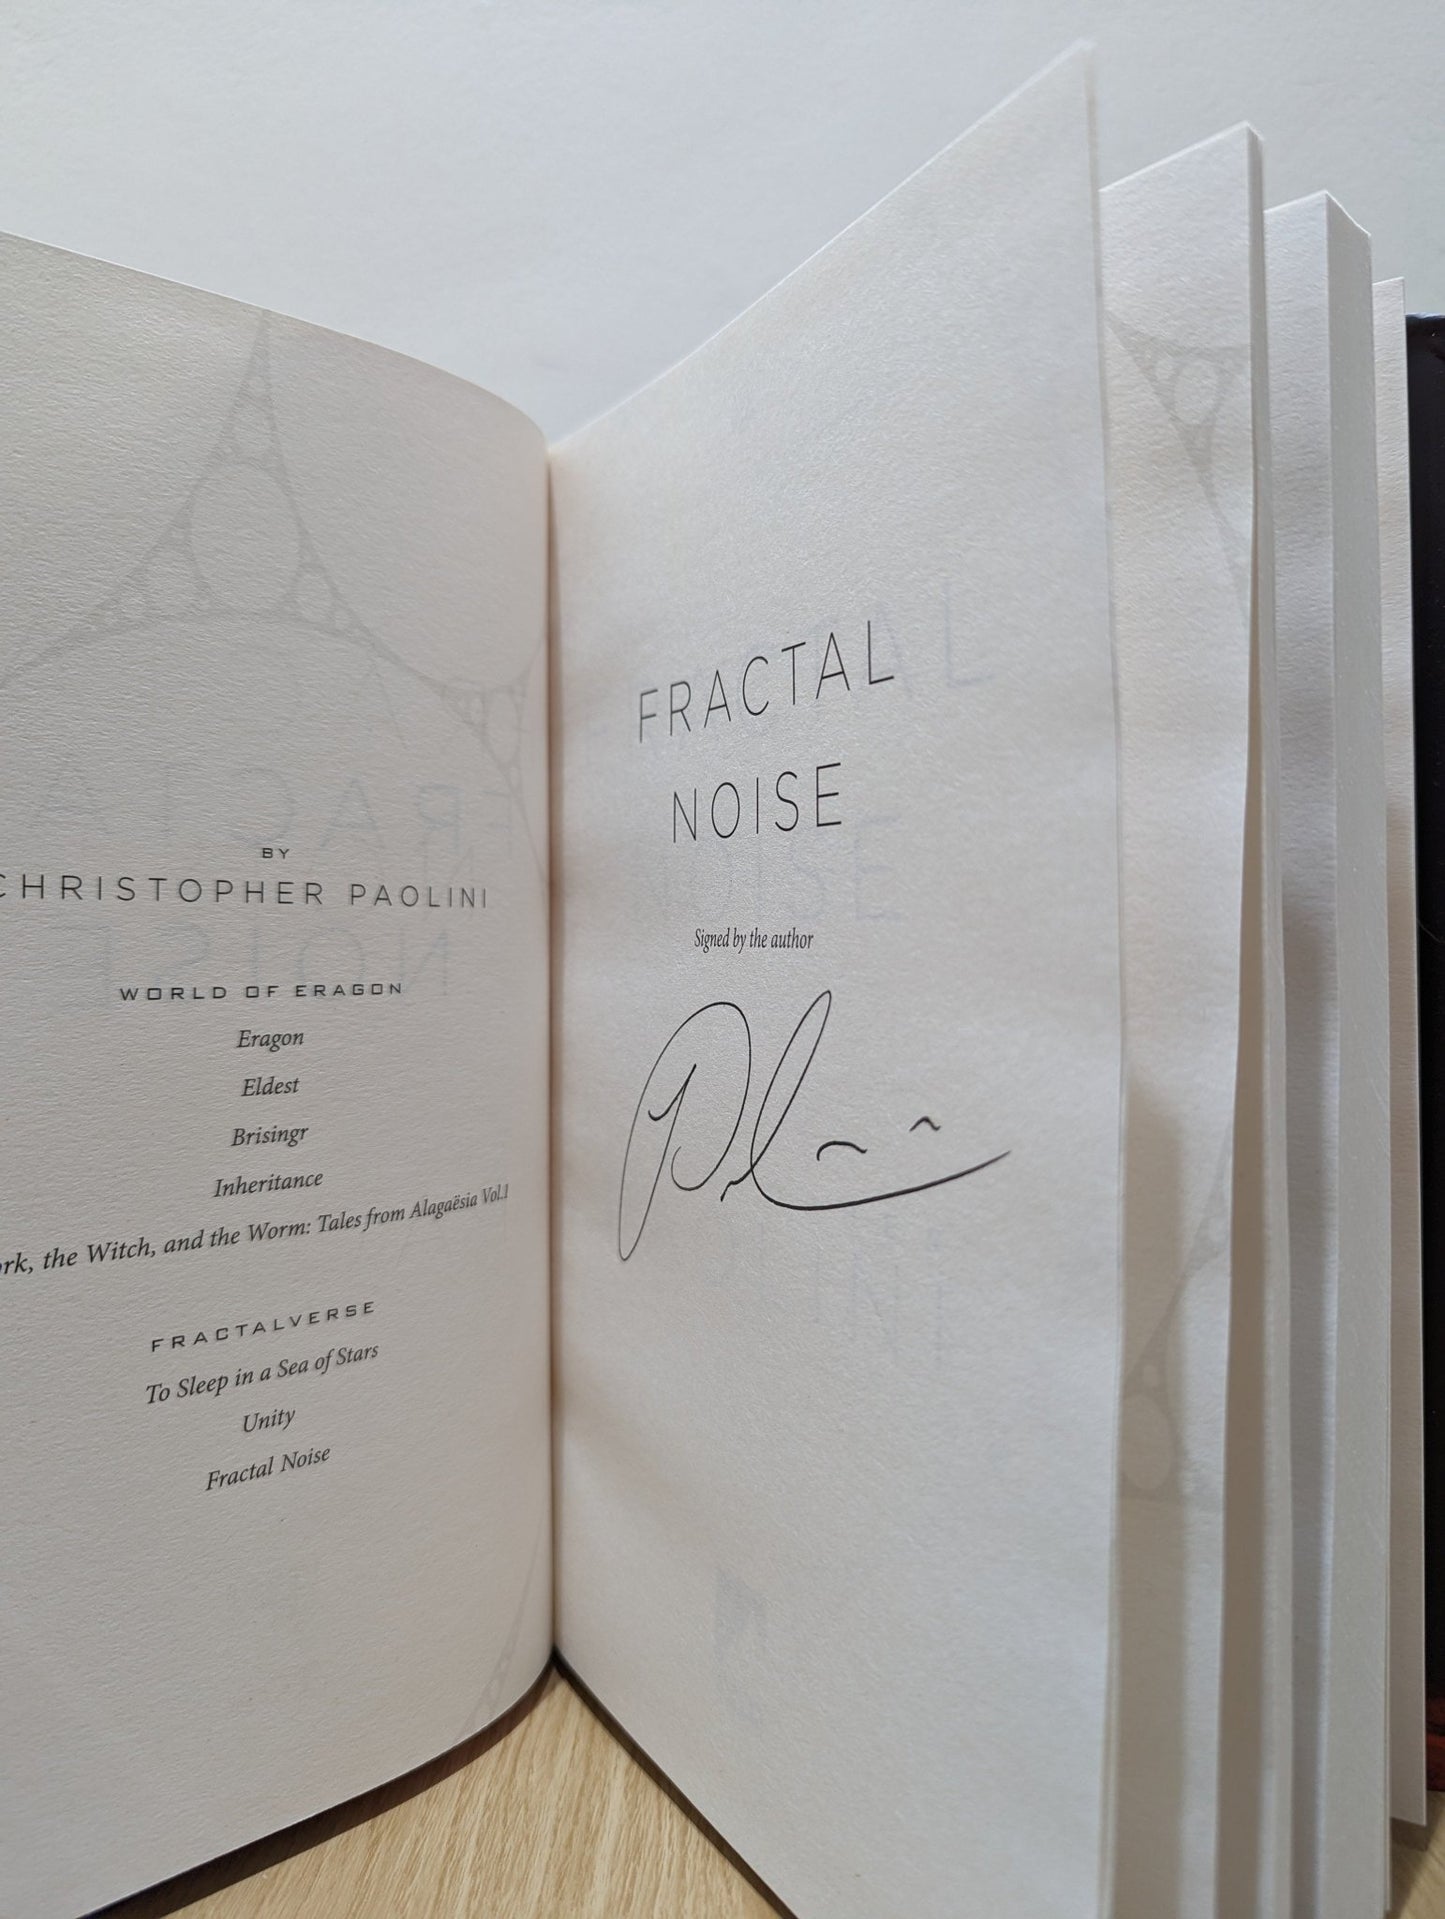 BY
CHRISTOPHER PAOLINI
WORLD OF ERAGON
Eragon
Eldest
Brisingr
Inheritance
the Witch, and the Worm: Tales from Alagaësia Vol.1
FRACTALVERSE
To Sleep in a Sea of Stars
Unity
Fractal Noise
FRACTAL
NOISE
Signed by the author